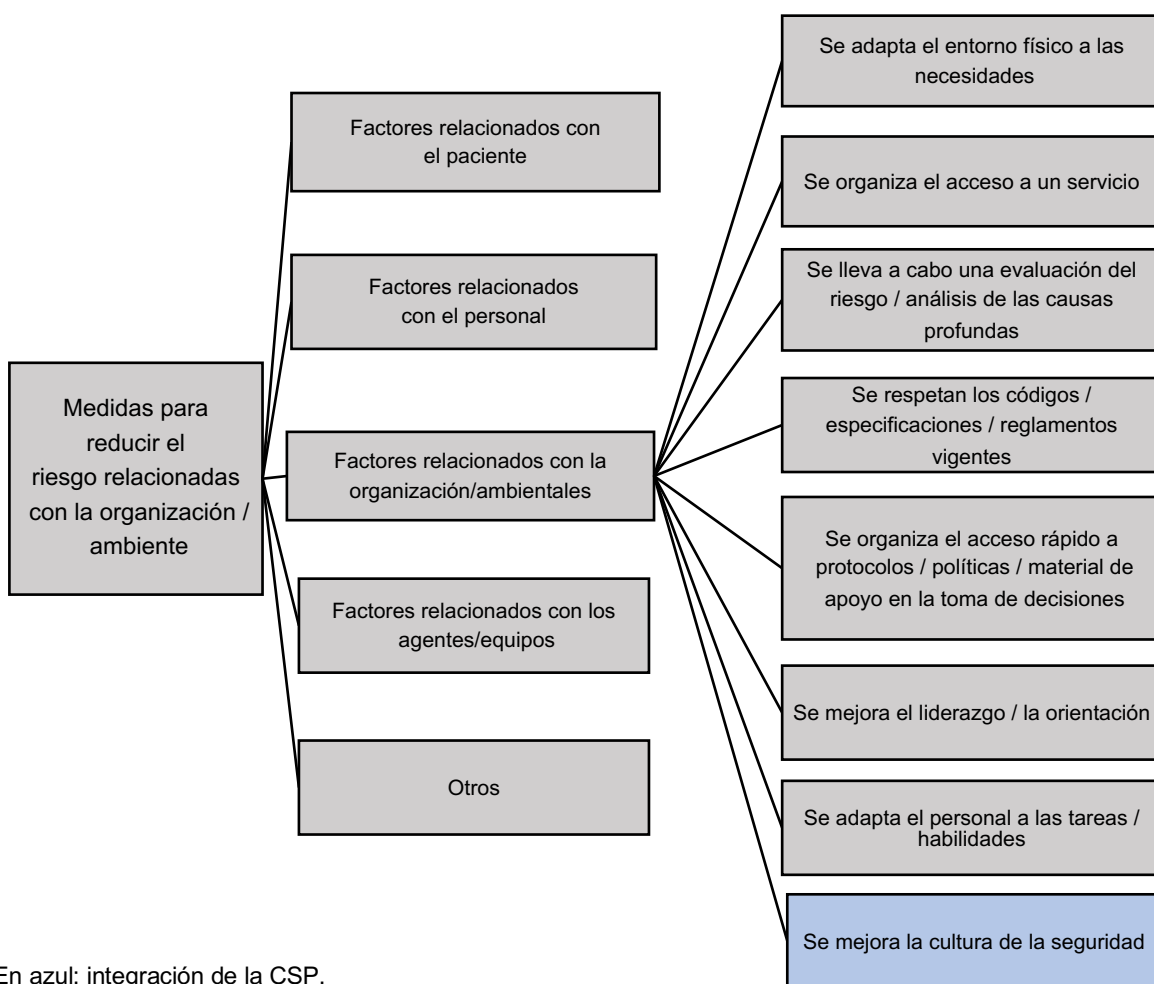 Medidas para
reducir el
riesgo relacionadas
con la organización /
ambiente
Factores relacionados con
el paciente
Factores relacionados
con el personal
Factores relacionados con la
organización/ambientales
Factores relacionados con los
agentes/equipos
Otros
Se adapta el entorno físico a las
necesidades
Se organiza el acceso a un servicio
Se lleva a cabo una evaluación del
riesgo / análisis de las causas
profundas
Se respetan los códigos /
especificaciones / reglamentos
vigentes
Se organiza el acceso rápido a
protocolos / políticas / material de
apoyo en la toma de decisiones
Se mejora el liderazgo / la orientación
Se adapta el personal a las tareas /
habilidades
Se mejora la cultura de la seguridad
En azul: integración de la CSP.